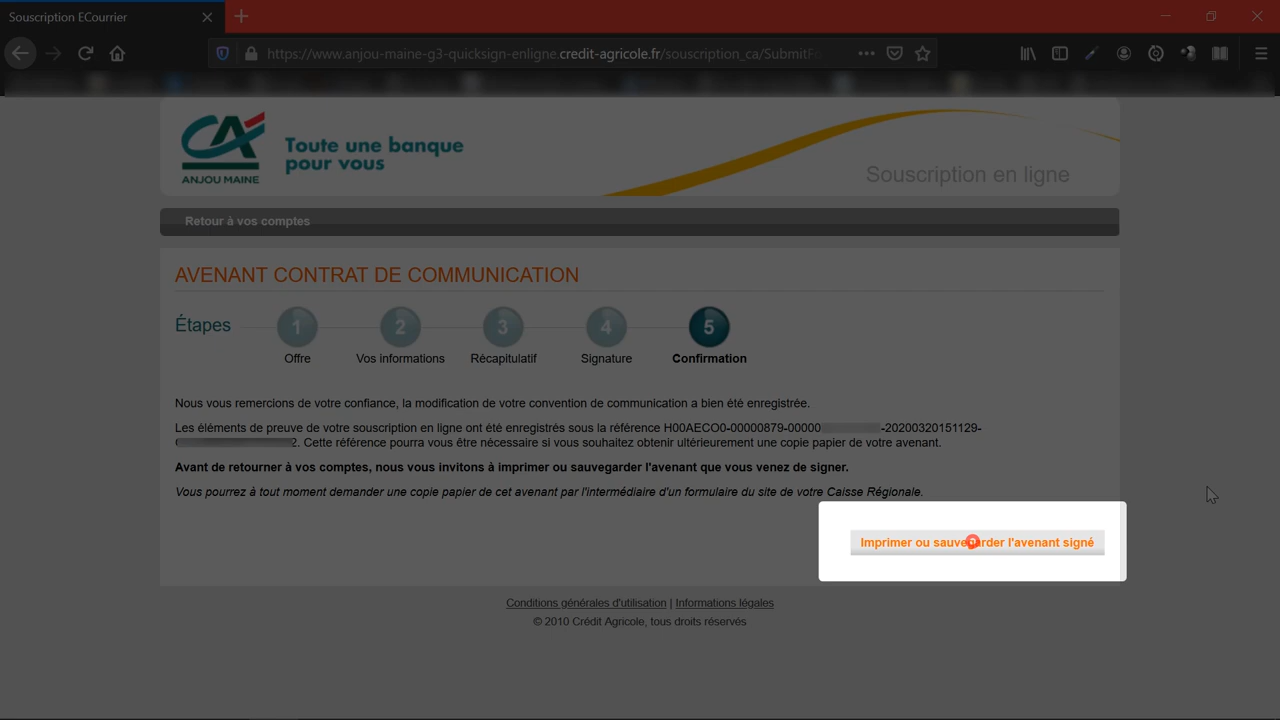 Souscription ECourrier
https://www.anjou-maine-g3-quicksign-enligne.credit-agricole.fr/souscription_ca/SubmitF
CA
Toute une banque
pour vous
ANJOU MAINE
Souscription en ligne
Retour à vos comptes
AVENANT CONTRAT DE COMMUNICATION
Étapes 1 2 3 4 5
Offre Vos informations Récapitulatif Signature Confirmation
Nous vous remercions de votre confiance, la modification de votre convention de communication a bien été enregistrée.
Les éléments de preuve de votre souscription en ligne ont été enregistrés sous la référence H00AECO0-00000879-00000 -20200320151129-
2. Cette référence pourra vous être nécessaire si vous souhaitez obtenir ultérieurement une copie papier de votre avenant.
Avant de retourner à vos comptes, nous vous invitons à imprimer ou sauvegarder l'avenant que vous venez de signer.
Vous pourrez à tout moment demander une copie papier de cet avenant par l'intermédiaire d'un formulaire du site de votre Caisse Régionale.
Imprimer ou sauvegarder l'avenant signé
Conditions générales d'utilisation | Informations légales
© 2010 Crédit Agricole, tous droits réservés